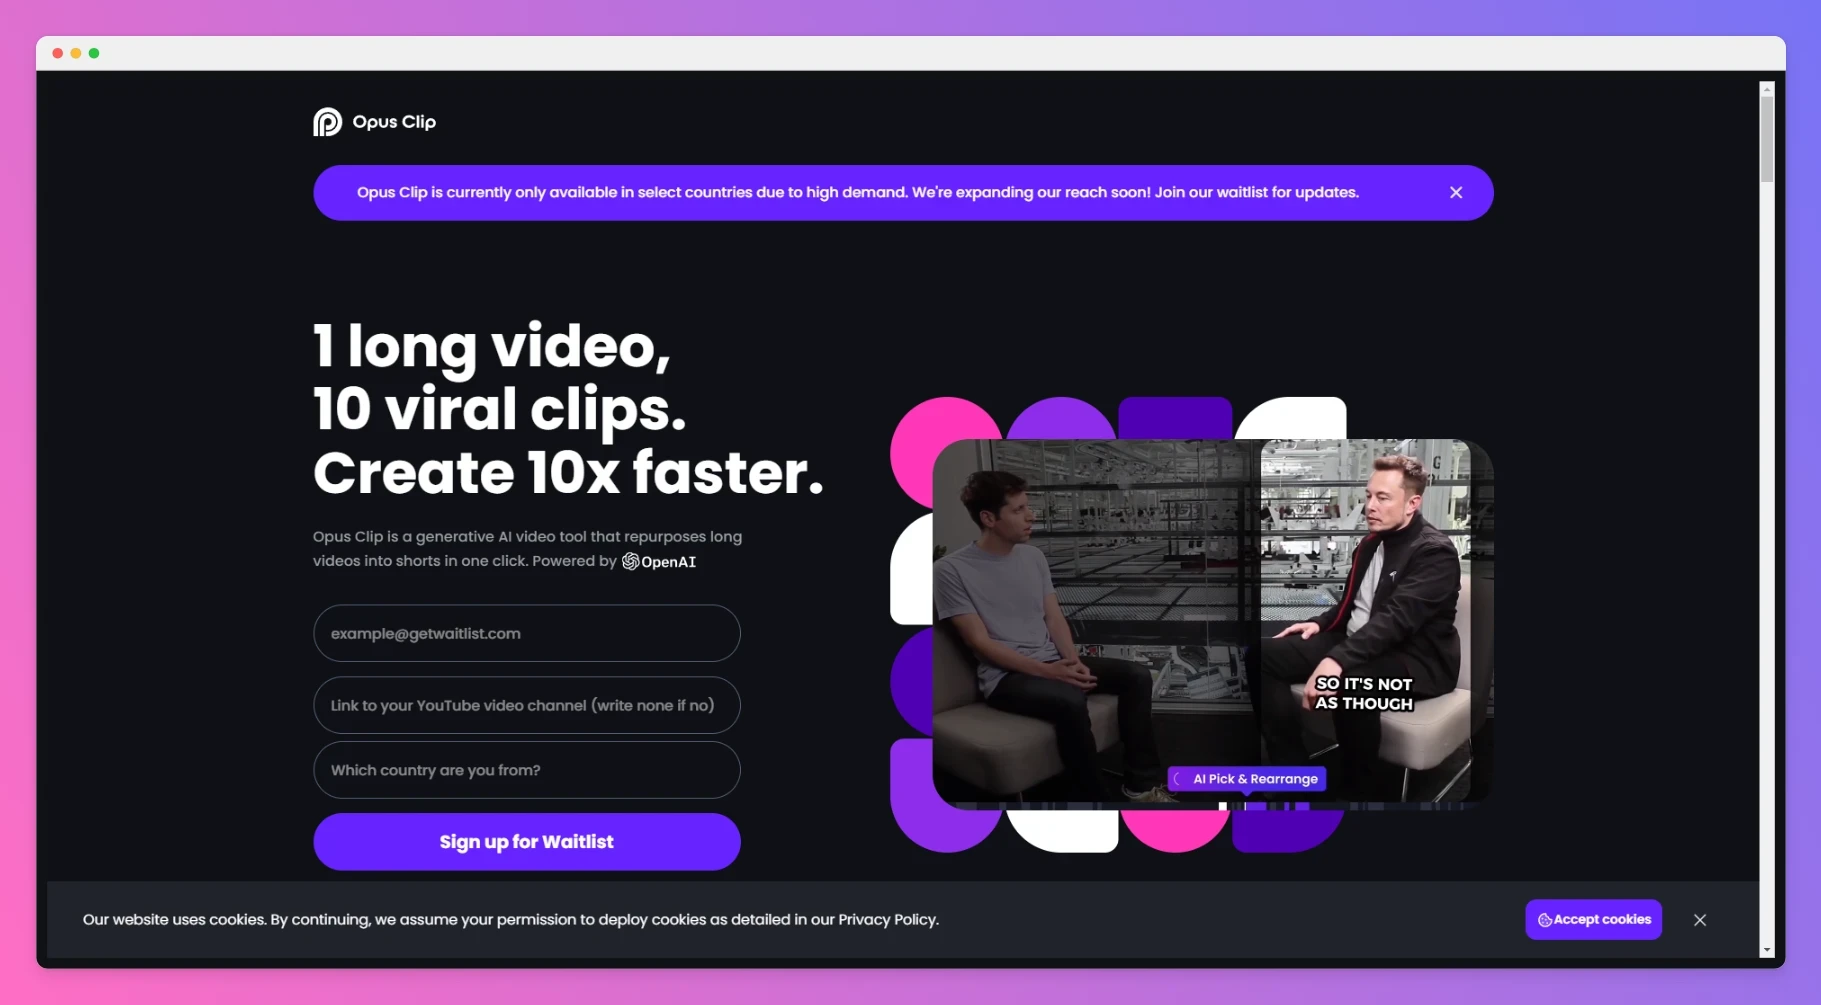 Opus Clip
Opus Clip is currently only available in select countries due to high demand. We're expanding our reach soon! Join our waitlist for updates.
1 long video,
10 viral clips.
Create 10x faster.
Opus Clip is a generative AI video tool that repurposes long
videos into shorts in one click. Powered by OpenAI
example@getwaitlist.com
Link to your YouTube video channel (write none if no)
Which country are you from?
Sign up for Waitlist
SO IT'S NOT
AS THOUGH
AI Pick & Rearrange
Our website uses cookies. By continuing, we assume your permission to deploy cookies as detailed in our Privacy Policy.
Accept cookies